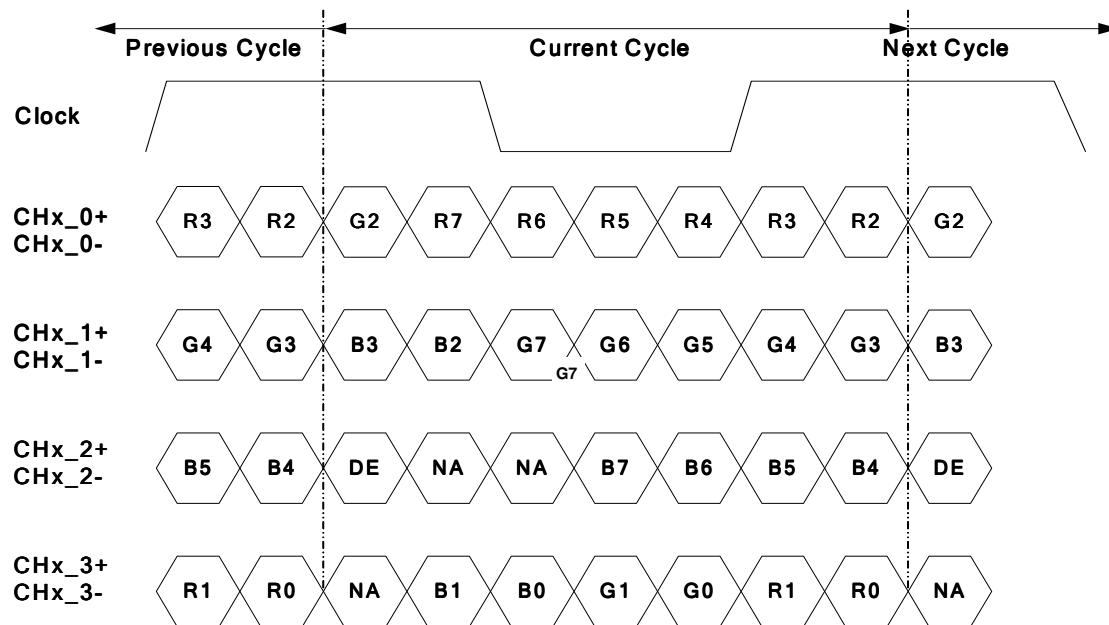 Previous Cycle Current Cycle Next Cycle
Clock
CHx_0+
CHx_0-
R3 R2 G2 R7 R6 R5 R4 R3 R2 G2
CHx_1+
CHx_1-
G4 G3 B3 B2 G7 G6 G5 G4 G3 B3
G7
CHx_2+
CHx_2-
B5 B4 DE NA NA B7 B6 B5 B4 DE
CHx_3+
CHx_3-
R1 R0 NA B1 B0 G1 G0 R1 R0 NA